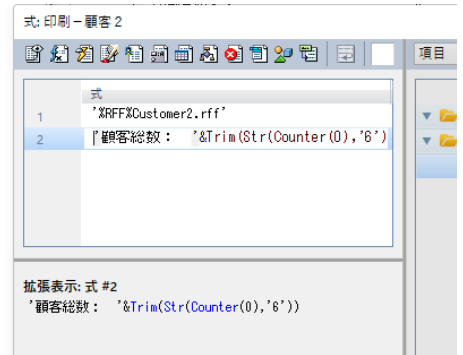 式: 印刷 – 顧客 2
項目
式
1 '%RFF%Customer2.rff'
2 '顧客総数： '&Trim(Str(Counter(0),'6')
拡張表示: 式 #2
'顧客総数： '&Trim(Str(Counter(0),'6'))